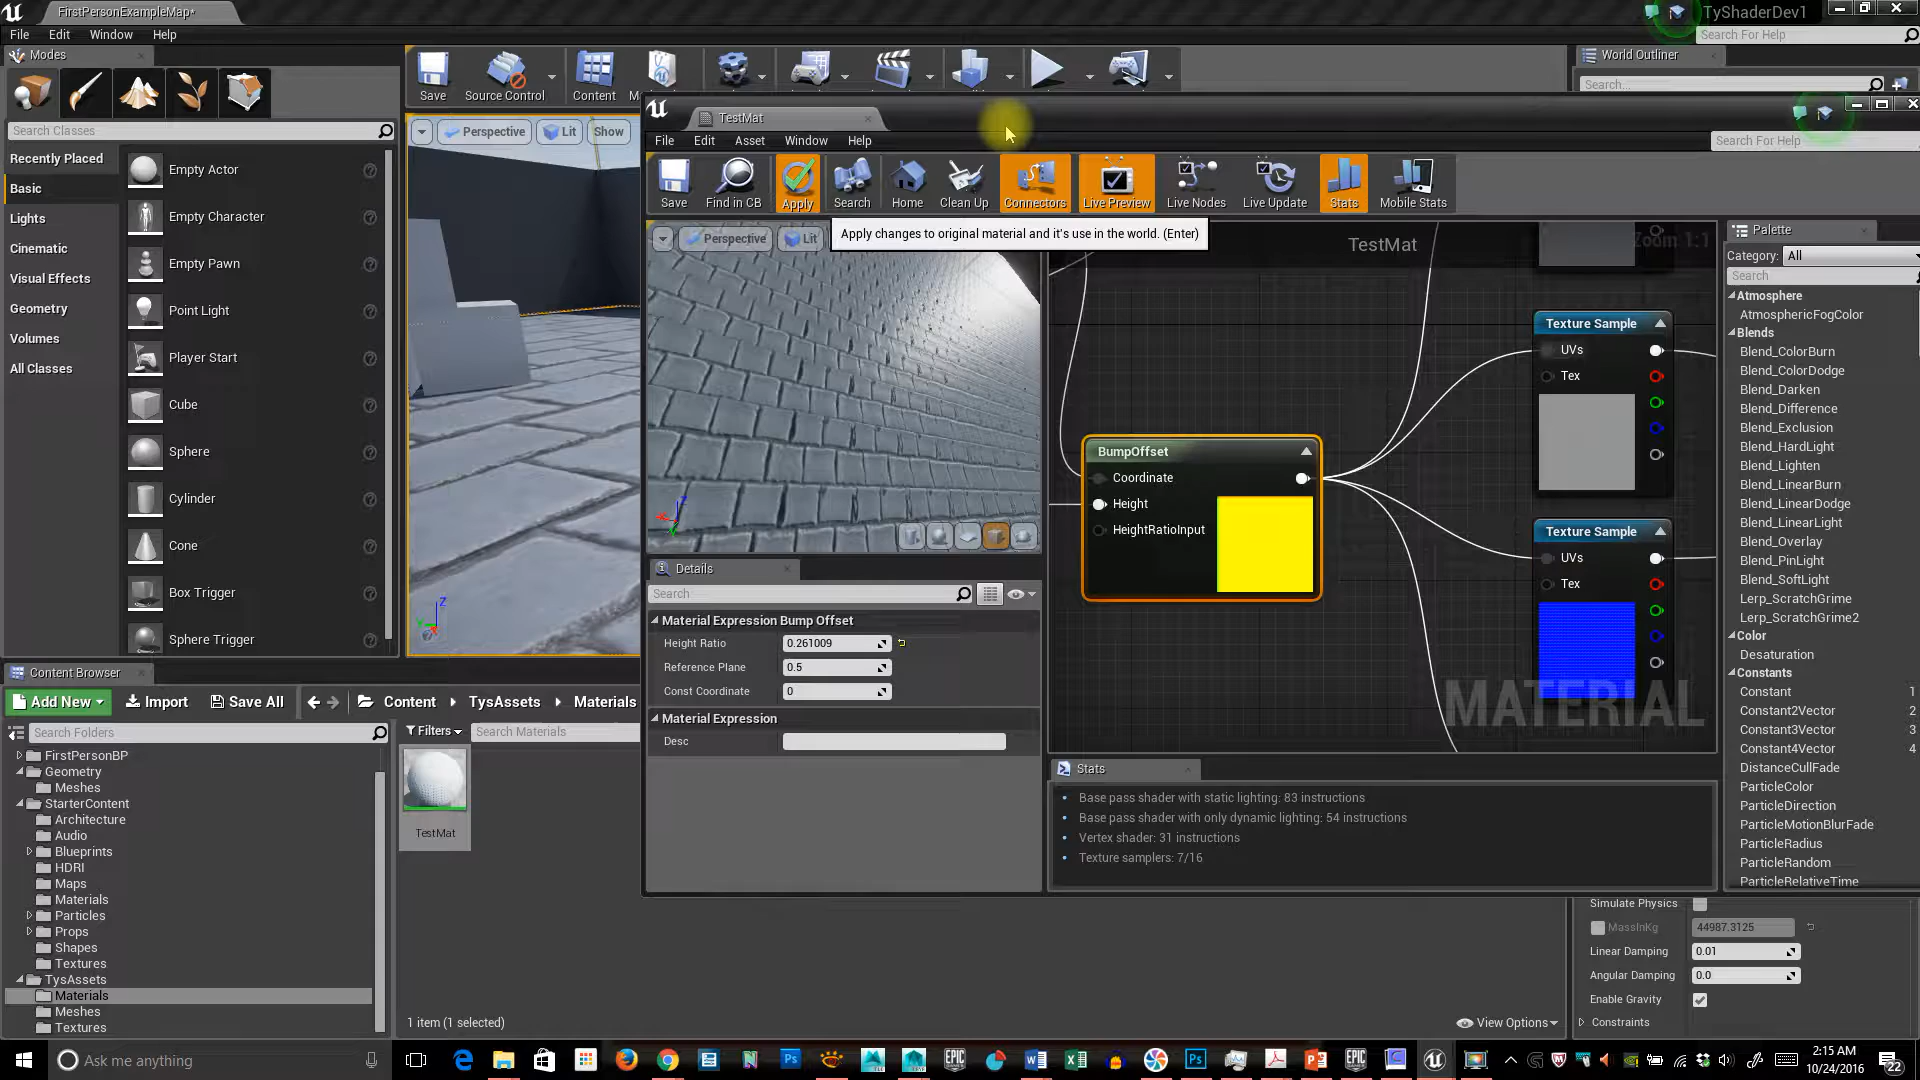 FirstPersonExampleMap*
TyShaderDev1
File Edit Window Help
Search For Help
Modes
Save Source Control Content
World Outliner
Search...
Search Classes
Recently Placed
Basic
Lights
Cinematic
Visual Effects
Geometry
Volumes
All Classes
Empty Actor
Empty Character
Empty Pawn
Point Light
Player Start
Cube
Sphere
Cylinder
Cone
Box Trigger
Sphere Trigger
Perspective Lit Show
TestMat
File Edit Asset Window Help
Search For Help
Save Find in CB Apply Search Home Clean Up Connectors Live Preview Live Nodes Live Update Stats Mobile Stats
Apply changes to original material and it's use in the world. (Enter)
Perspective Lit
TestMat
Zoom 1:1
BumpOffset
Coordinate
Height
HeightRatioInput
Texture Sample
UVs
Tex
Texture Sample
UVs
Tex
MATERIAL
Details
Search
Material Expression Bump Offset
Height Ratio 0.261009
Reference Plane 0.5
Const Coordinate 0
Material Expression
Desc
Stats
Base pass shader with static lighting: 83 instructions
Base pass shader with only dynamic lighting: 54 instructions
Vertex shader: 31 instructions
Texture samplers: 7/16
Palette
Category: All
Search
Atmosphere
AtmosphericFogColor
Blends
Blend_ColorBurn
Blend_ColorDodge
Blend_Darken
Blend_Difference
Blend_Exclusion
Blend_HardLight
Blend_Lighten
Blend_LinearBurn
Blend_LinearDodge
Blend_LinearLight
Blend_Overlay
Blend_PinLight
Blend_SoftLight
Lerp_ScratchGrime
Lerp_ScratchGrime2
Color
Desaturation
Constants
Constant 1
Constant2Vector 2
Constant3Vector 3
Constant4Vector 4
DistanceCullFade
ParticleColor
ParticleDirection
ParticleMotionBlurFade
ParticleRadius
ParticleRandom
ParticleRelativeTime
Content Browser
Add New Import Save All Content TysAssets Materials
Search Folders
Filters Search Materials
FirstPersonBP
Geometry
Meshes
StarterContent
Architecture
Audio
Blueprints
HDRI
Maps
Materials
Particles
Props
Shapes
Textures
TysAssets
Materials
Meshes
Textures
TestMat
1 item (1 selected)
View Options
Simulate Physics
MassInKg 44987.3125
Linear Damping 0.01
Angular Damping 0.0
Enable Gravity
Constraints
Ask me anything
2:15 AM
10/24/2016
22